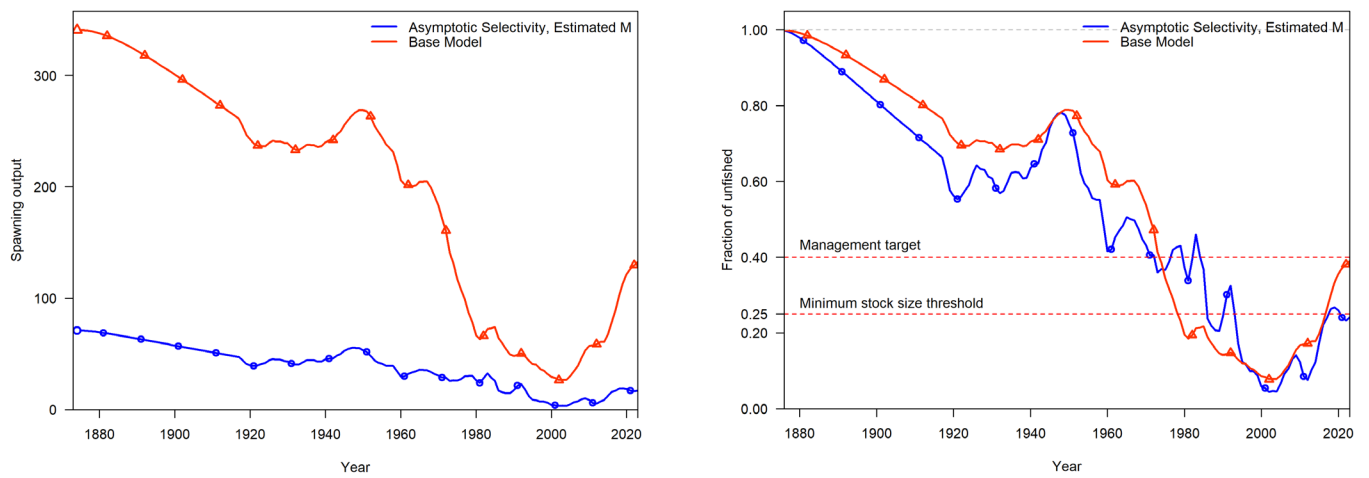 Asymptotic Selectivity, Estimated M
Base Model
Spawning output
300
200
100
0
1880 1900 1920 1940 1960 1980 2000 2020
Year
Asymptotic Selectivity, Estimated M
Base Model
Fraction of unfished
1.00
0.80
0.60
0.40
0.25
0.20
0.00
Management target
Minimum stock size threshold
1880 1900 1920 1940 1960 1980 2000 2020
Year